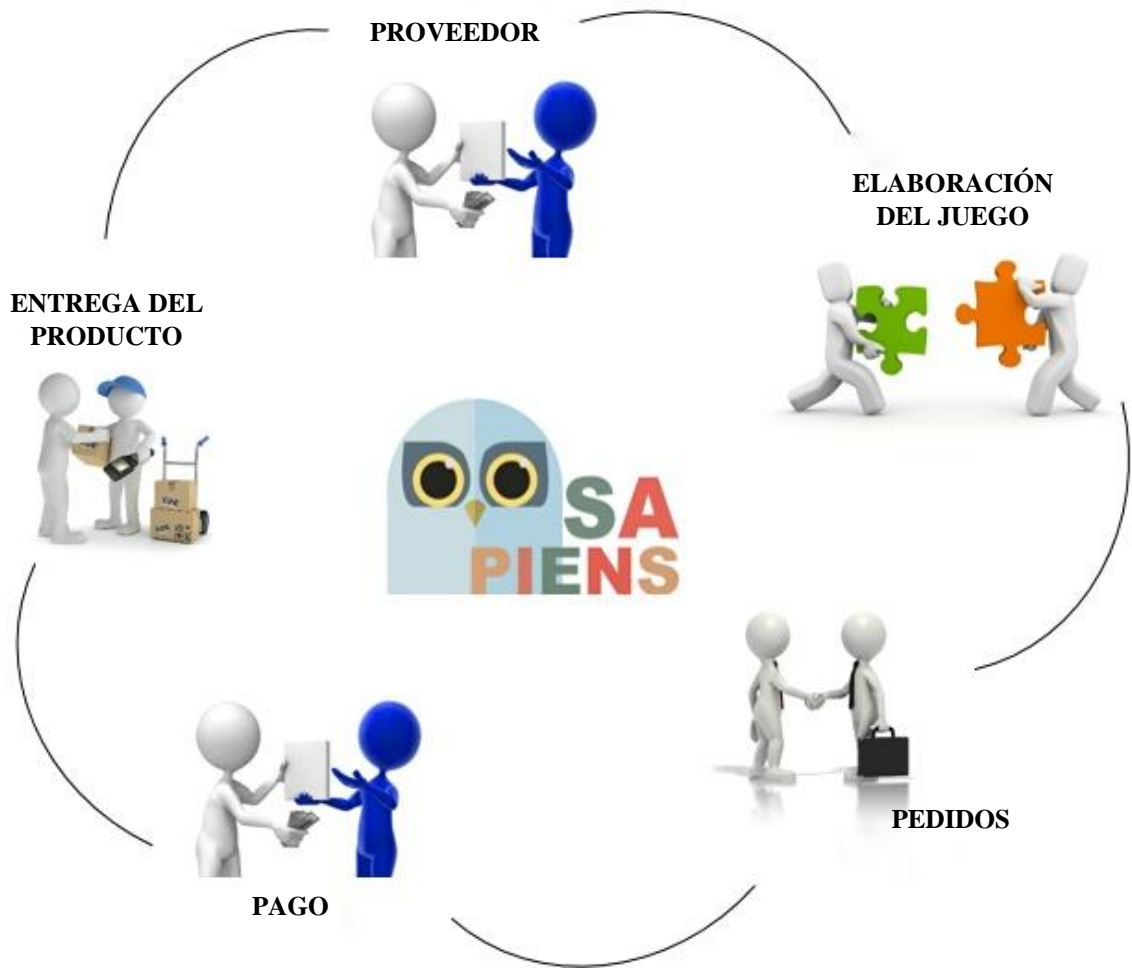 PROVEEDOR
ELABORACIÓN
DEL JUEGO
ENTREGA DEL
PRODUCTO
SA
PIENS
PEDIDOS
PAGO